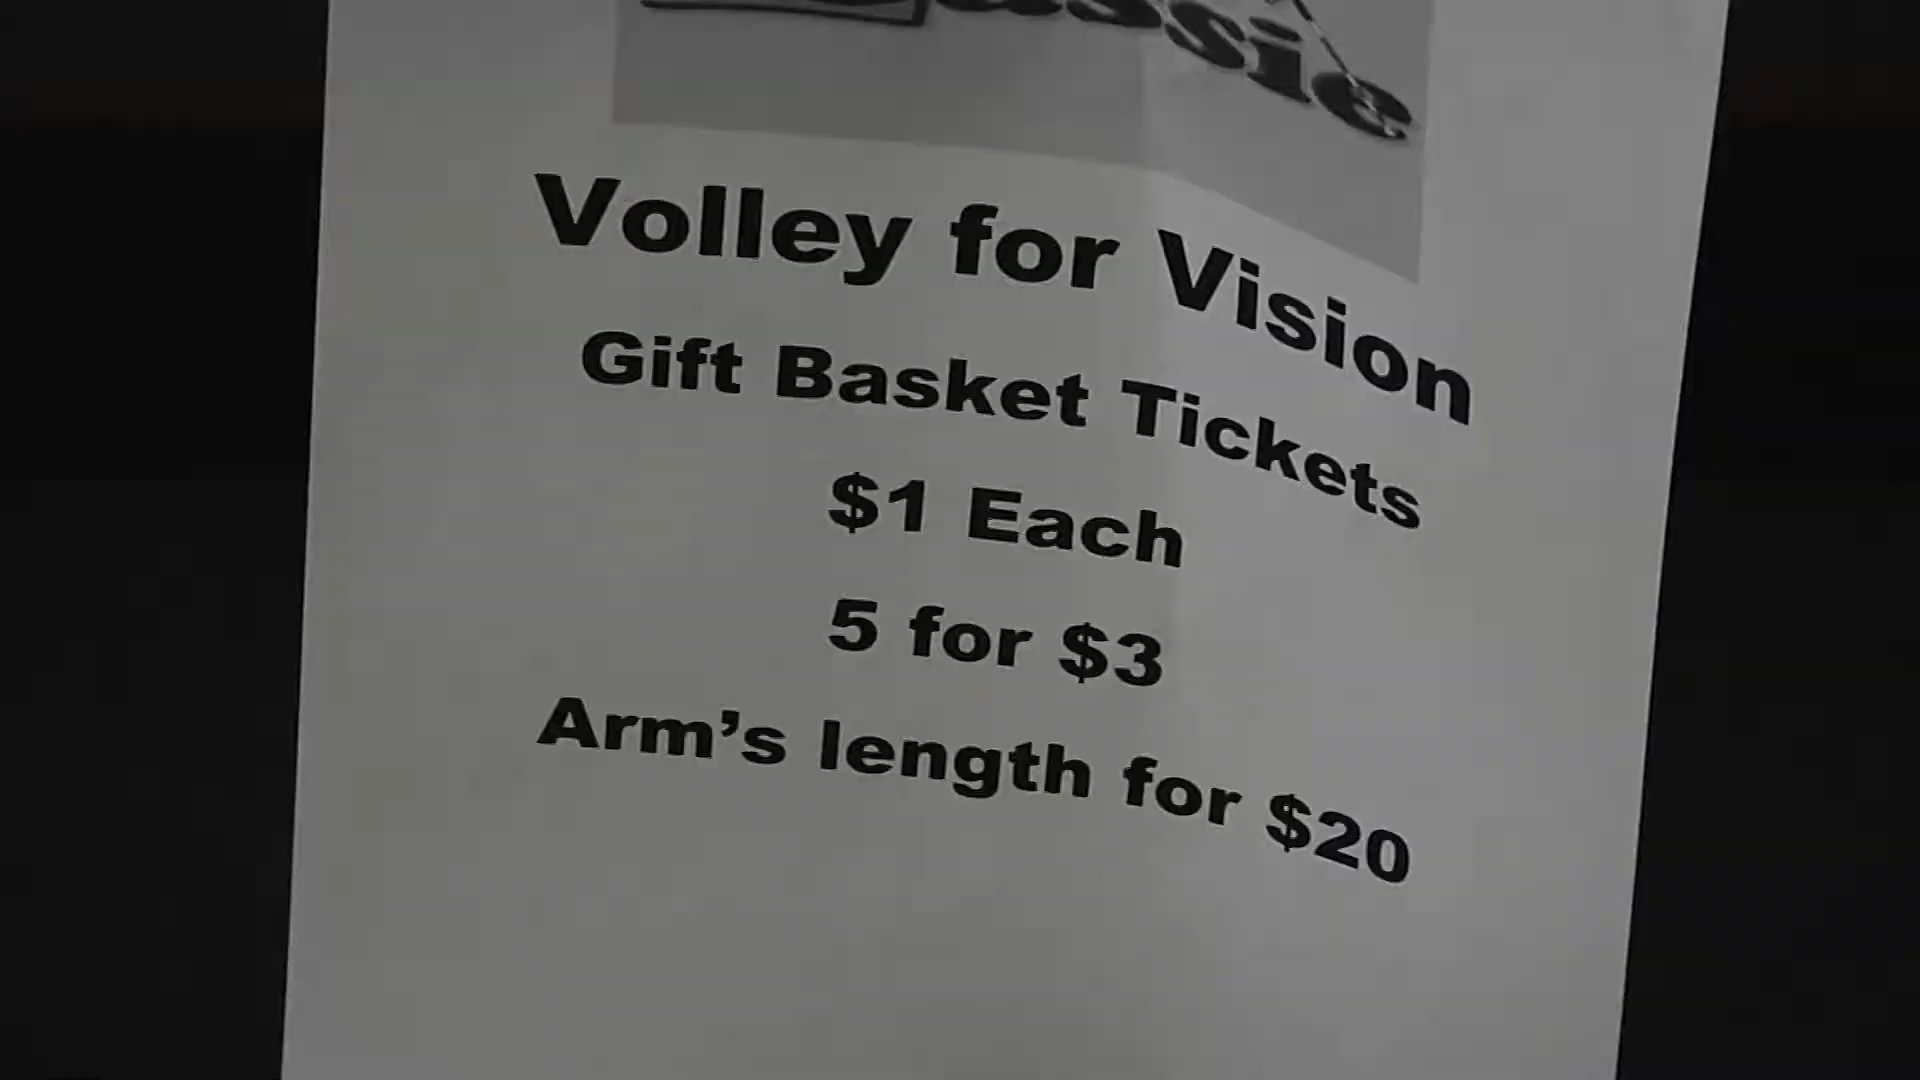 Volley for Vision
Gift Basket Tickets
$1 Each
5 for $3
Arm’s length for $20